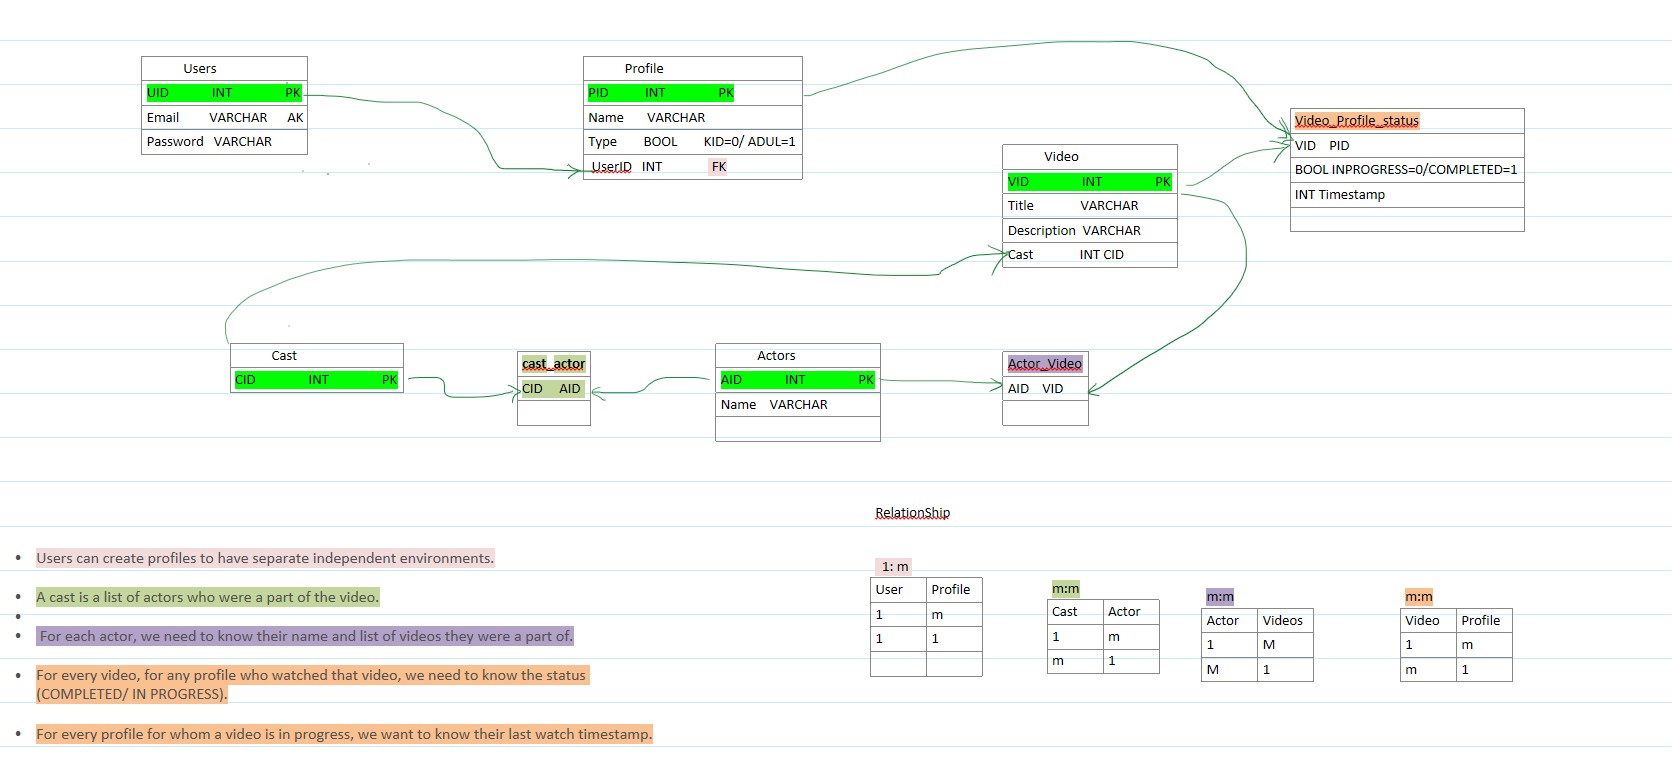 Users
UID INT PK
Email VARCHAR AK
Password VARCHAR
Profile
PID INT PK
Name VARCHAR
Type BOOL KID=0/ ADUL=1
UserID INT FK
Video_Profile_status
VID PID
BOOL INPROGRESS=0/COMPLETED=1
INT Timestamp
Video
VID INT PK
Title VARCHAR
Description VARCHAR
Cast INT CID
Cast
CID INT PK
cast_actor
CID AID
Actors
AID INT PK
Name VARCHAR
Actor_Video
AID VID
RelationShip
• Users can create profiles to have separate independent environments.
• A cast is a list of actors who were a part of the video.
•
• For each actor, we need to know their name and list of videos they were a part of.
• For every video, for any profile who watched that video, we need to know the status
(COMPLETED/ IN PROGRESS).
• For every profile for whom a video is in progress, we want to know their last watch timestamp.
1: m
User Profile
1 m
1 1
m:m
Cast Actor
1 m
m 1
m:m
Actor Videos
1 M
M 1
m:m
Video Profile
1 m
m 1